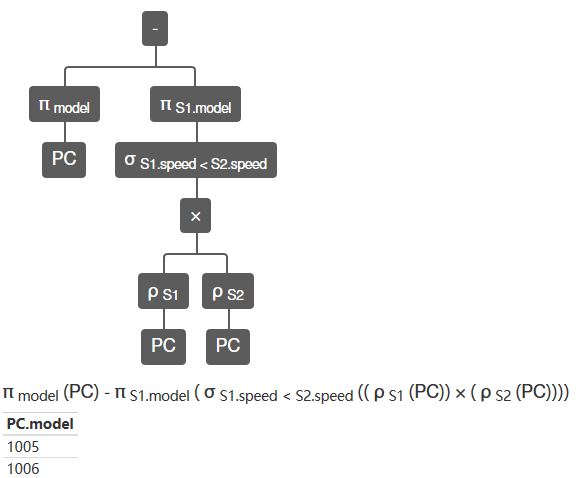 -
π model π S1.model
PC σ S1.speed < S2.speed
×
ρ S1 ρ S2
PC PC
π model (PC) - π S1.model ( σ S1.speed < S2.speed (( ρ S1 (PC)) × ( ρ S2 (PC))))
PC.model
1005
1006